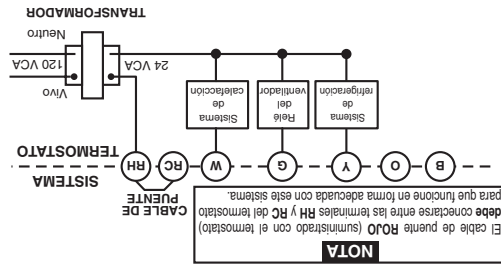 NOTA
El cable de puente ROJO (suministrado con el termostato)
debe conectarse entre las terminales RH y RC del termostato
para que funcione en forma adecuada con este sistema.
CABLE DE
PUENTE
SISTEMA
TERMOSTATO
B
O
Y
G
W
RC
RH
Sistema
de
refrigeración
Relé
del
ventilador
Sistema
de
calefacción
24 VCA
Vivo
120 VCA
Neutro
TRANSFORMADOR